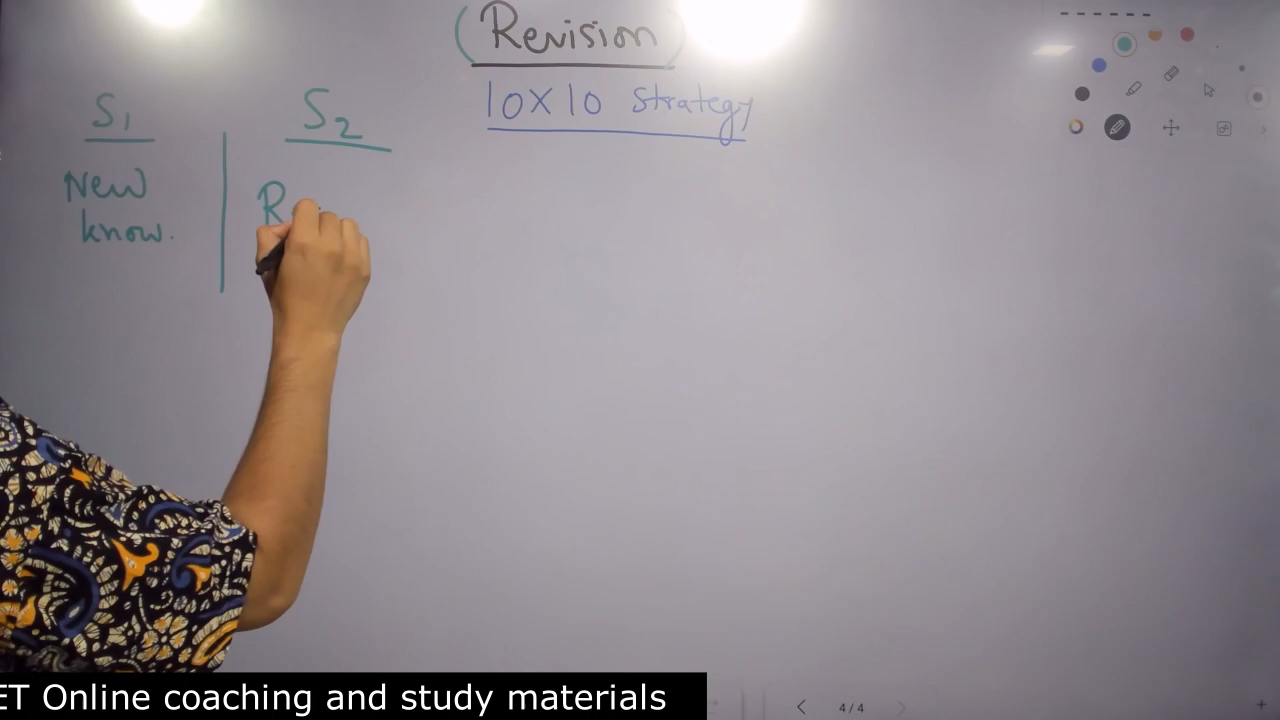 (Revision)
10X10 strategy
S1
S2
New
know.
R
ET Online coaching and study materials
4/4